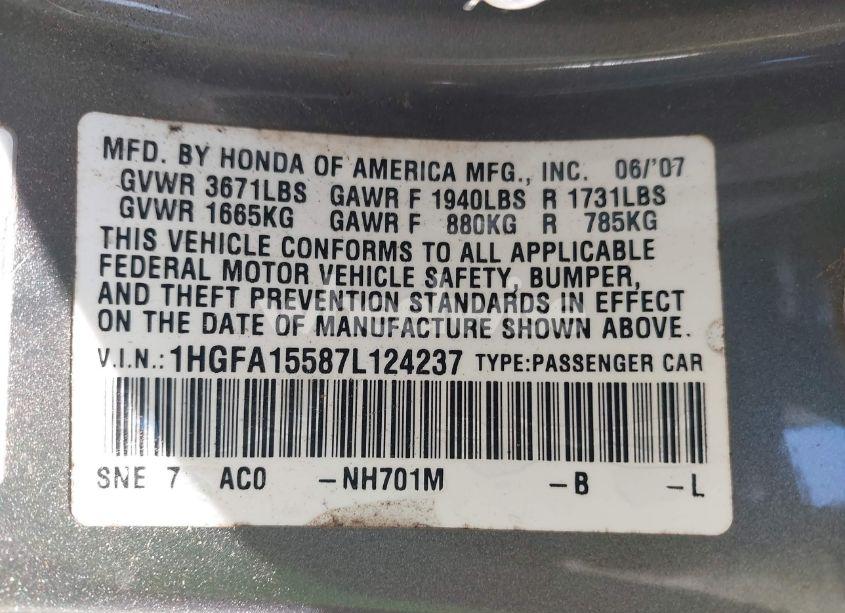 MFD. BY HONDA OF AMERICA MFG., INC. 06/'07
GVWR 3671LBS GAWR F 1940LBS R 1731LBS
GVWR 1665KG GAWR F 880KG R 785KG
THIS VEHICLE CONFORMS TO ALL APPLICABLE
FEDERAL MOTOR VEHICLE SAFETY, BUMPER,
AND THEFT PREVENTION STANDARDS IN EFFECT
ON THE DATE OF MANUFACTURE SHOWN ABOVE.
V.I.N.: 1HGFA15587L124237 TYPE:PASSENGER CAR
SNE 7 AC0 -NH701M -B -L